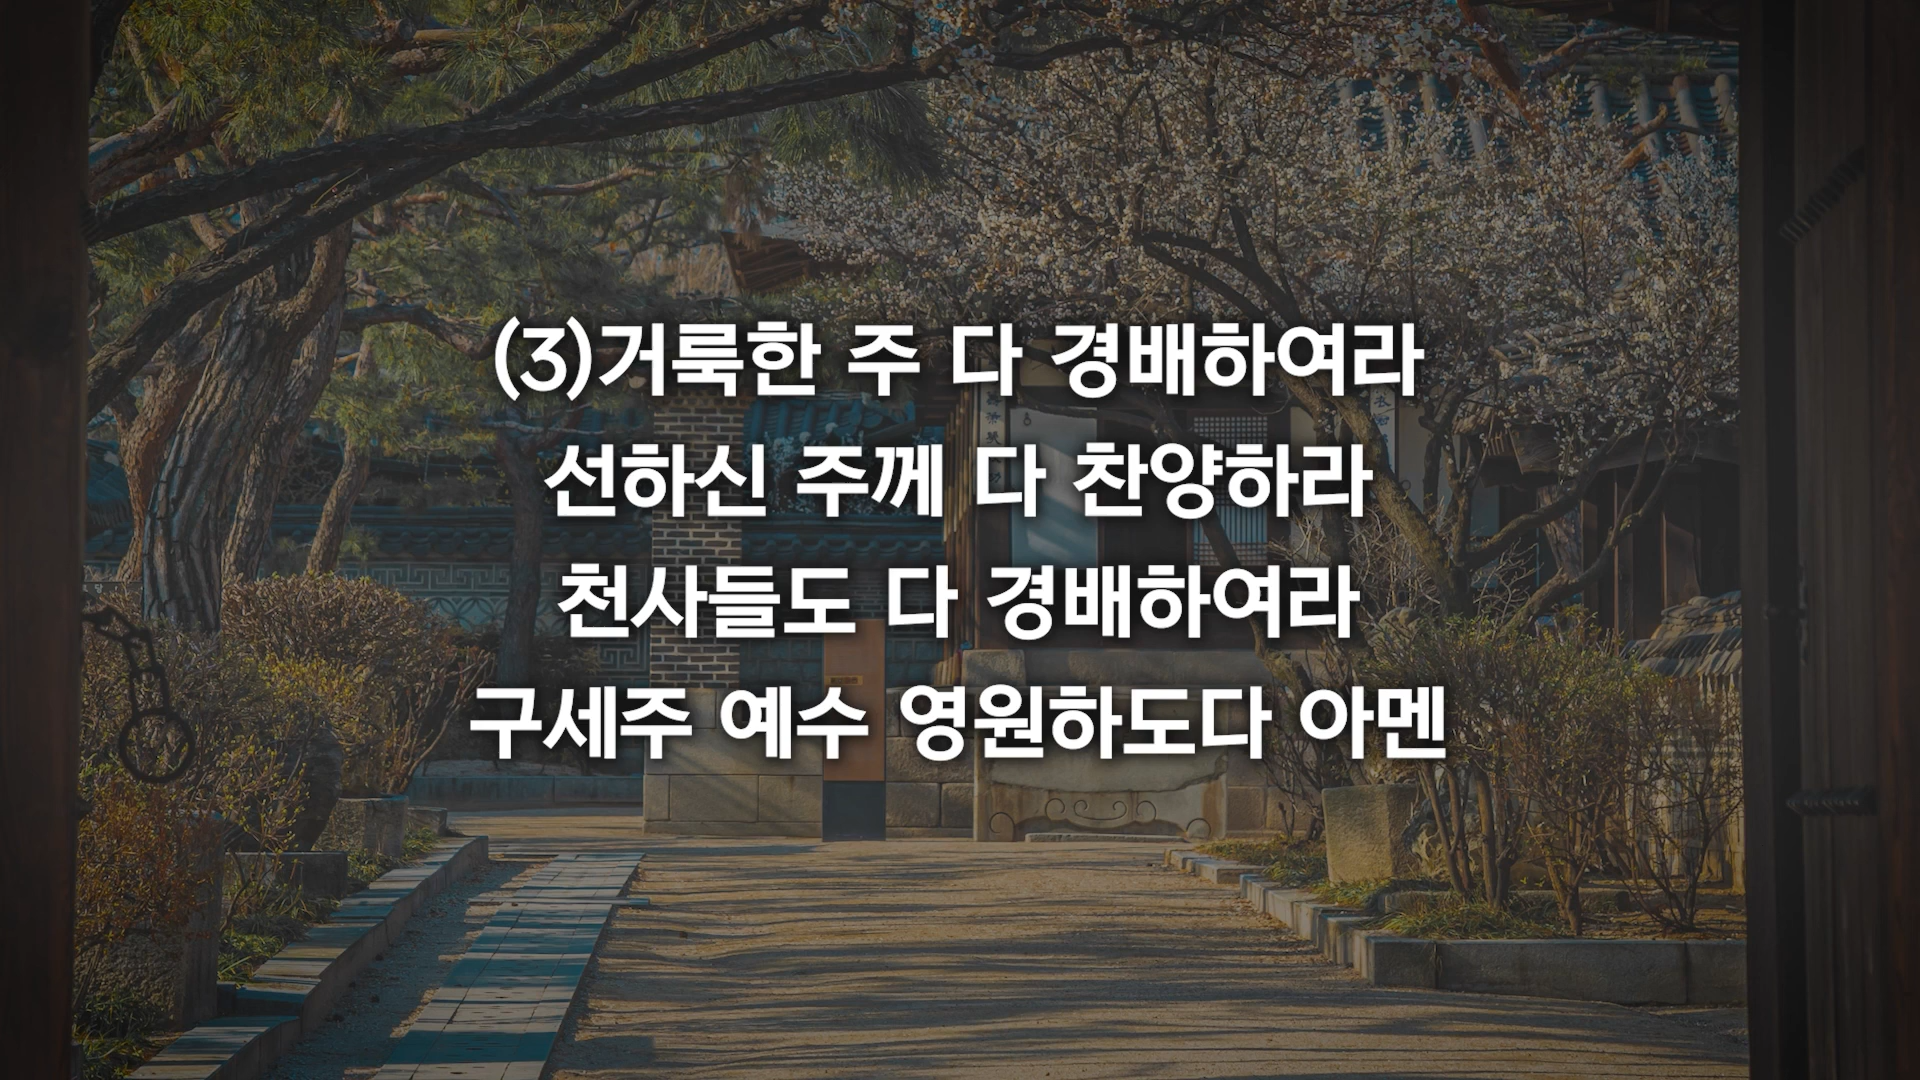 (3)거룩한 주 다 경배하여라
선하신 주께 다 찬양하라
천사들도 다 경배하여라
구세주 예수 영원하도다 아멘